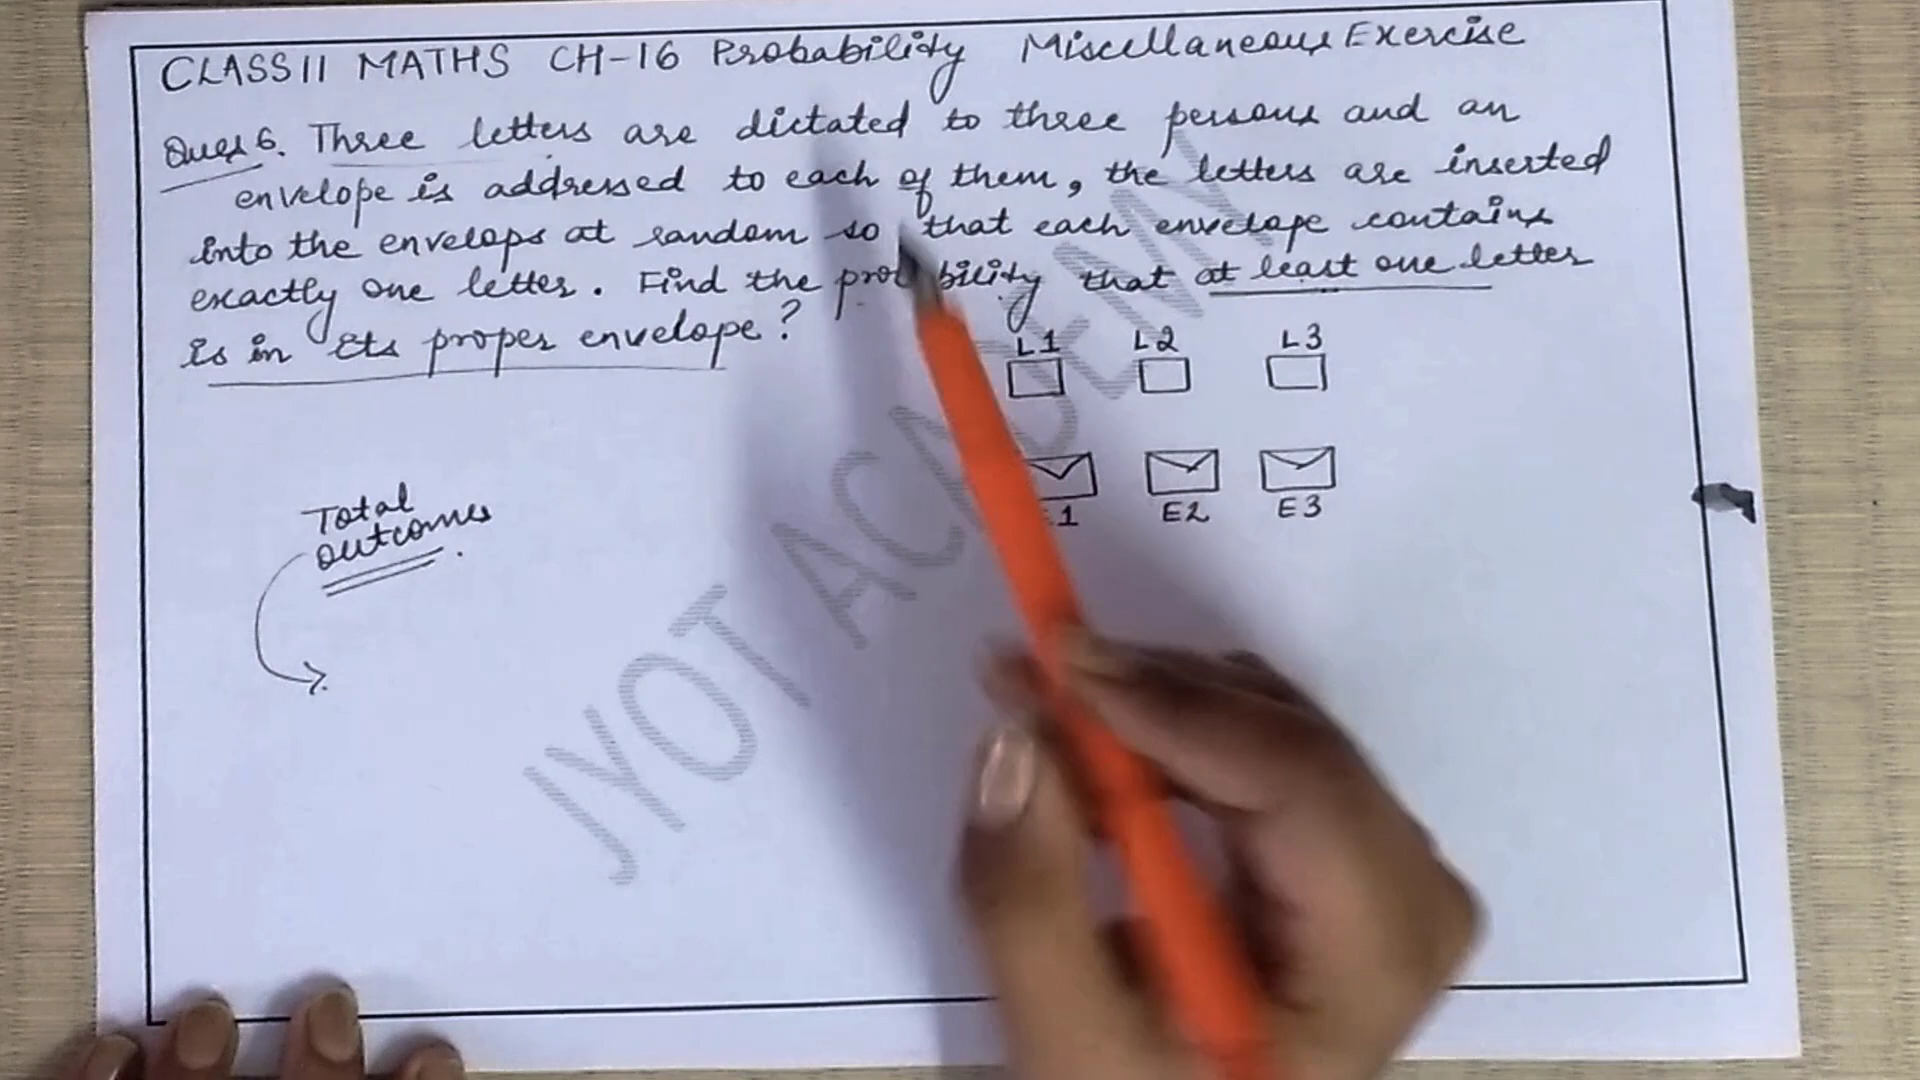 CLASS 11 MATHS CH-16 Probability Miscellaneous Exercise
Ques 6. Three letters are dictated to three persons and an
envelope is addressed to each of them, the letters are inserted
into the envelops at random so that each envelope contains
exactly one letter. Find the probability that at least one letter
is in its proper envelope?
L1 L2 L3
E1 E2 E3
Total
outcomes.
JYOT ACADEMY